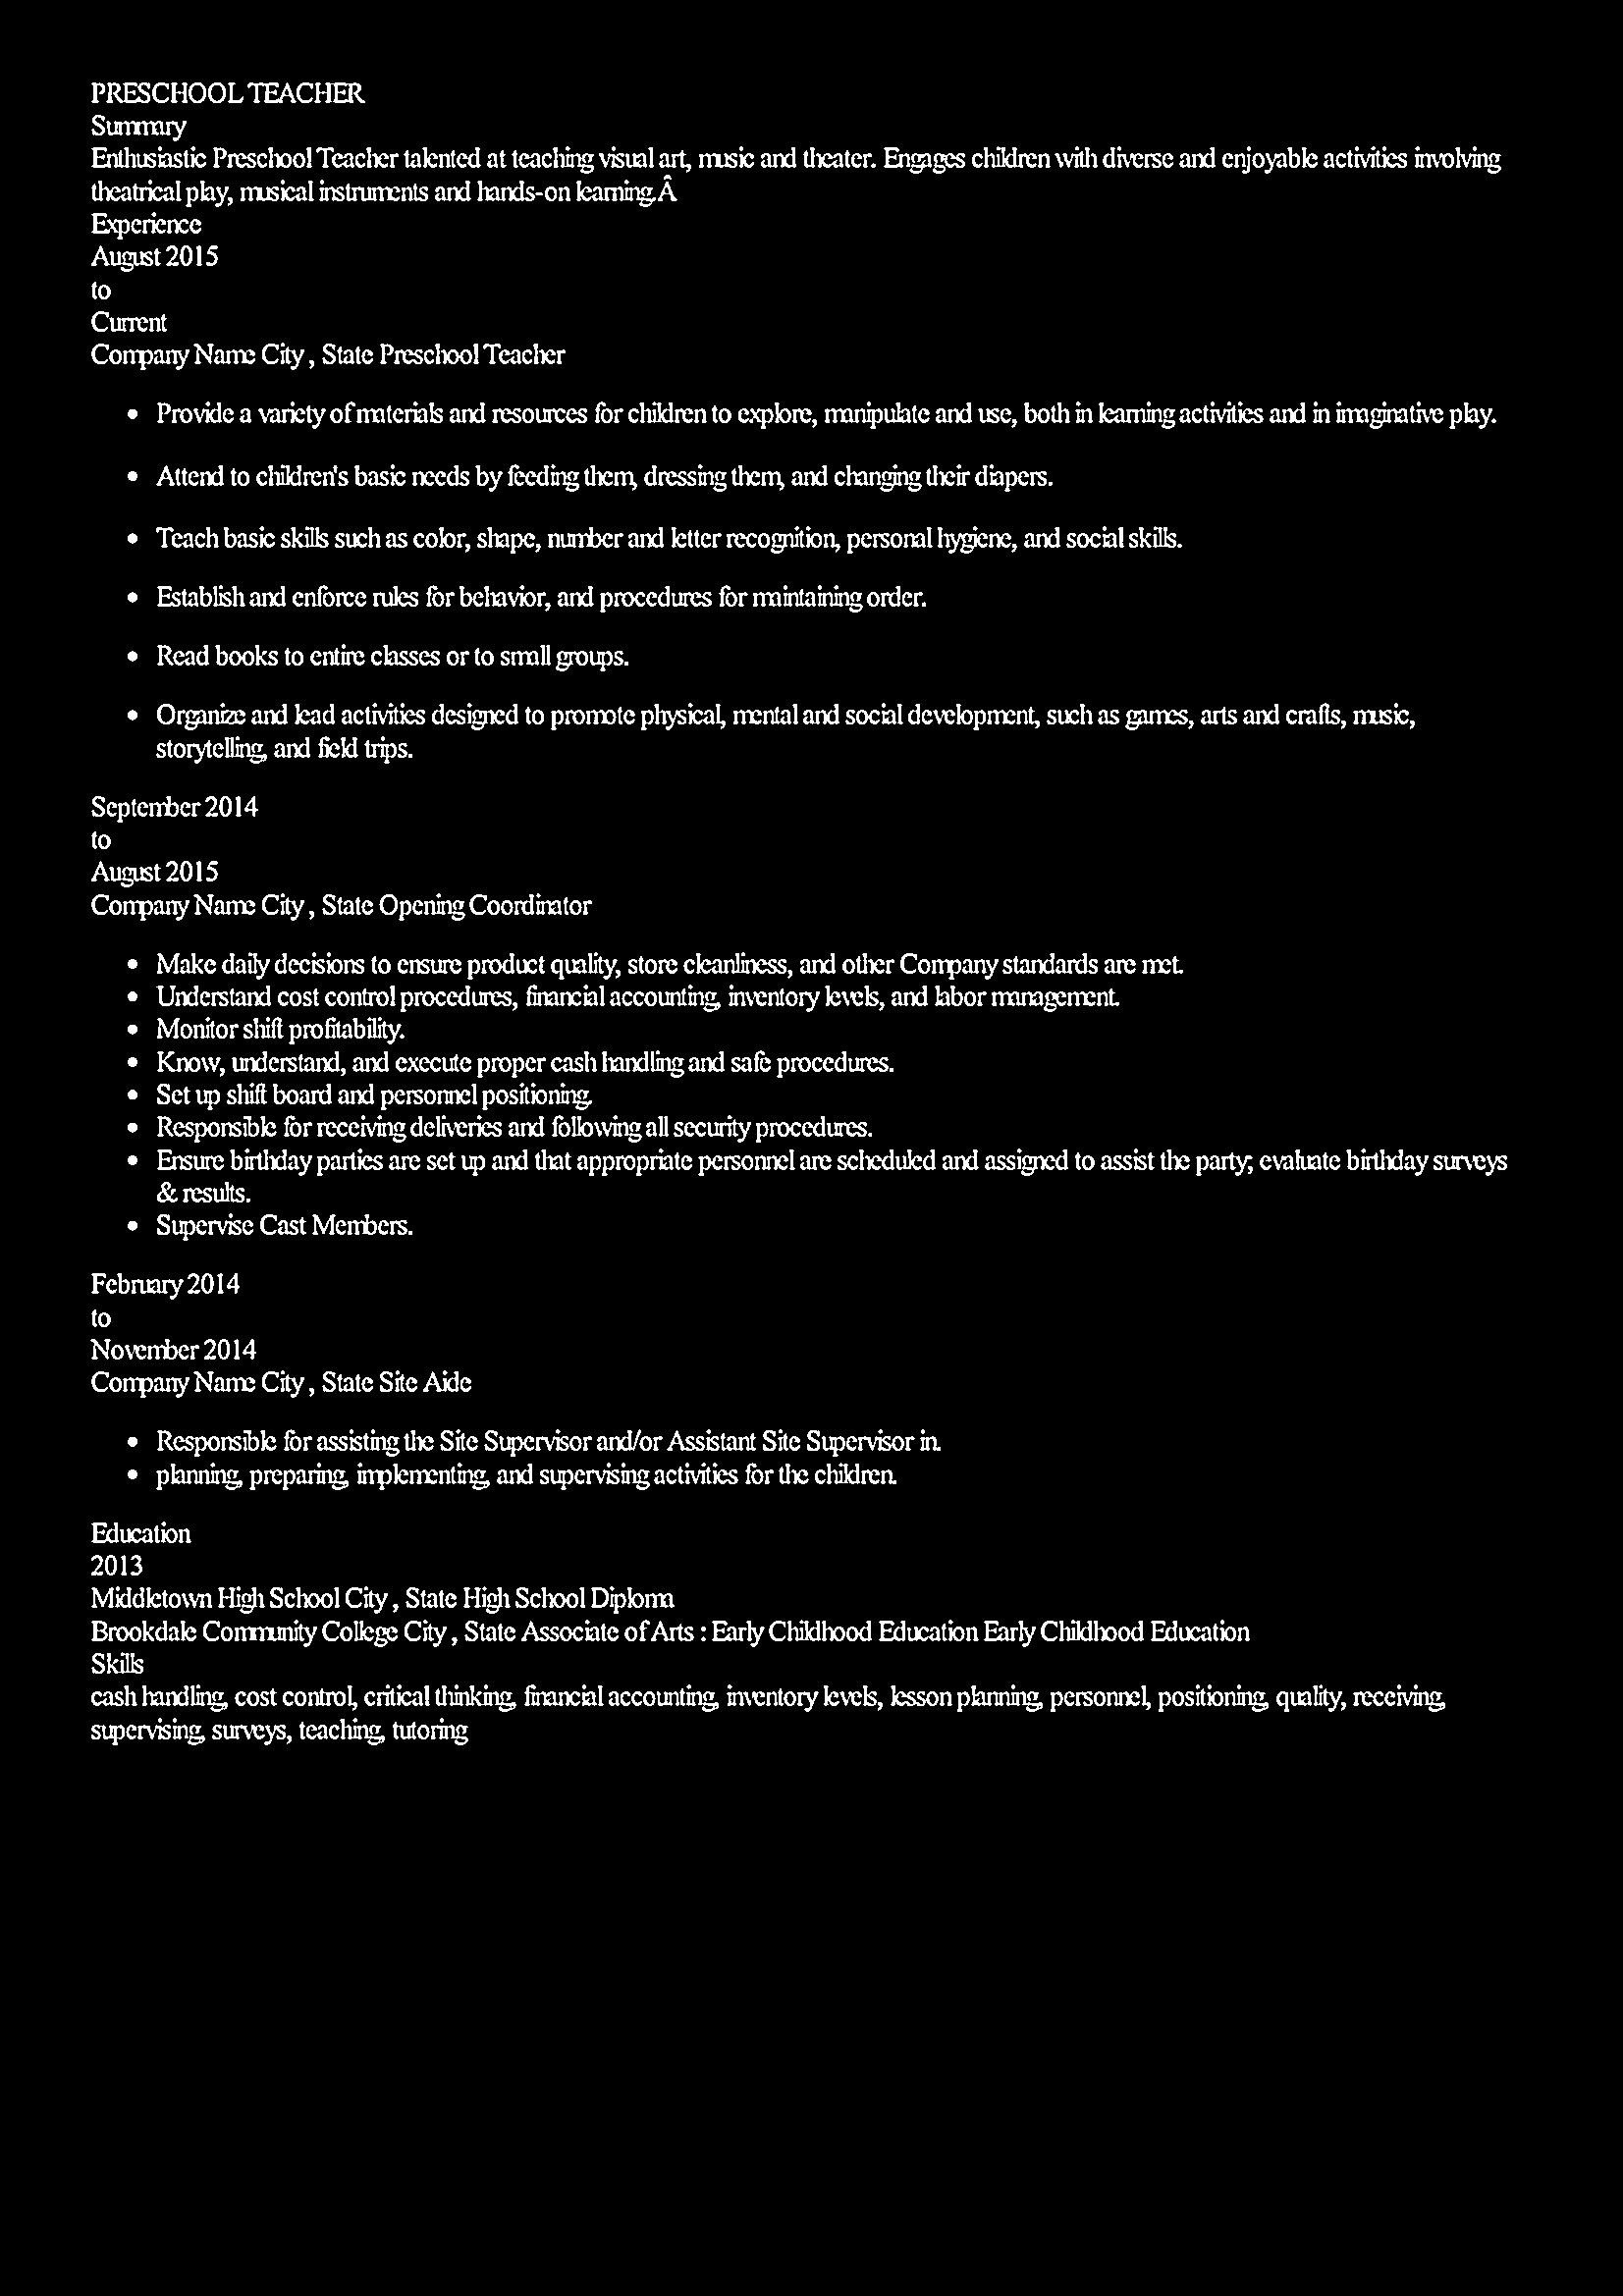 PRESCHOOL TEACHER
Summary
Enthusiastic Preschool Teacher talented at teaching visual art, music and theater. Engages children with diverse and enjoyable activities involving
theatrical play, musical instruments and hands-on learning.Â
Experience
August 2015
to
Current
Company Name City , State Preschool Teacher
• Provide a variety of materials and resources for children to explore, manipulate and use, both in learning activities and in imaginative play.
• Attend to children's basic needs by feeding them, dressing them, and changing their diapers.
• Teach basic skills such as color, shape, number and letter recognition, personal hygiene, and social skills.
• Establish and enforce rules for behavior, and procedures for maintaining order.
• Read books to entire classes or to small groups.
• Organize and lead activities designed to promote physical, mental and social development, such as games, arts and crafts, music,
storytelling, and field trips.
September 2014
to
August 2015
Company Name City , State Opening Coordinator
• Make daily decisions to ensure product quality, store cleanliness, and other Company standards are met.
• Understand cost control procedures, financial accounting, inventory levels, and labor management.
• Monitor shift profitability.
• Know, understand, and execute proper cash handling and safe procedures.
• Set up shift board and personnel positioning.
• Responsible for receiving deliveries and following all security procedures.
• Ensure birthday parties are set up and that appropriate personnel are scheduled and assigned to assist the party; evaluate birthday surveys
& results.
• Supervise Cast Members.
February 2014
to
November 2014
Company Name City , State Site Aide
• Responsible for assisting the Site Supervisor and/or Assistant Site Supervisor in.
• planning, preparing, implementing, and supervising activities for the children.
Education
2013
Middletown High School City , State High School Diploma
Brookdale Community College City , State Associate of Arts : Early Childhood Education Early Childhood Education
Skills
cash handling, cost control, critical thinking, financial accounting, inventory levels, lesson planning, personnel, positioning, quality, receiving,
supervising, surveys, teaching, tutoring